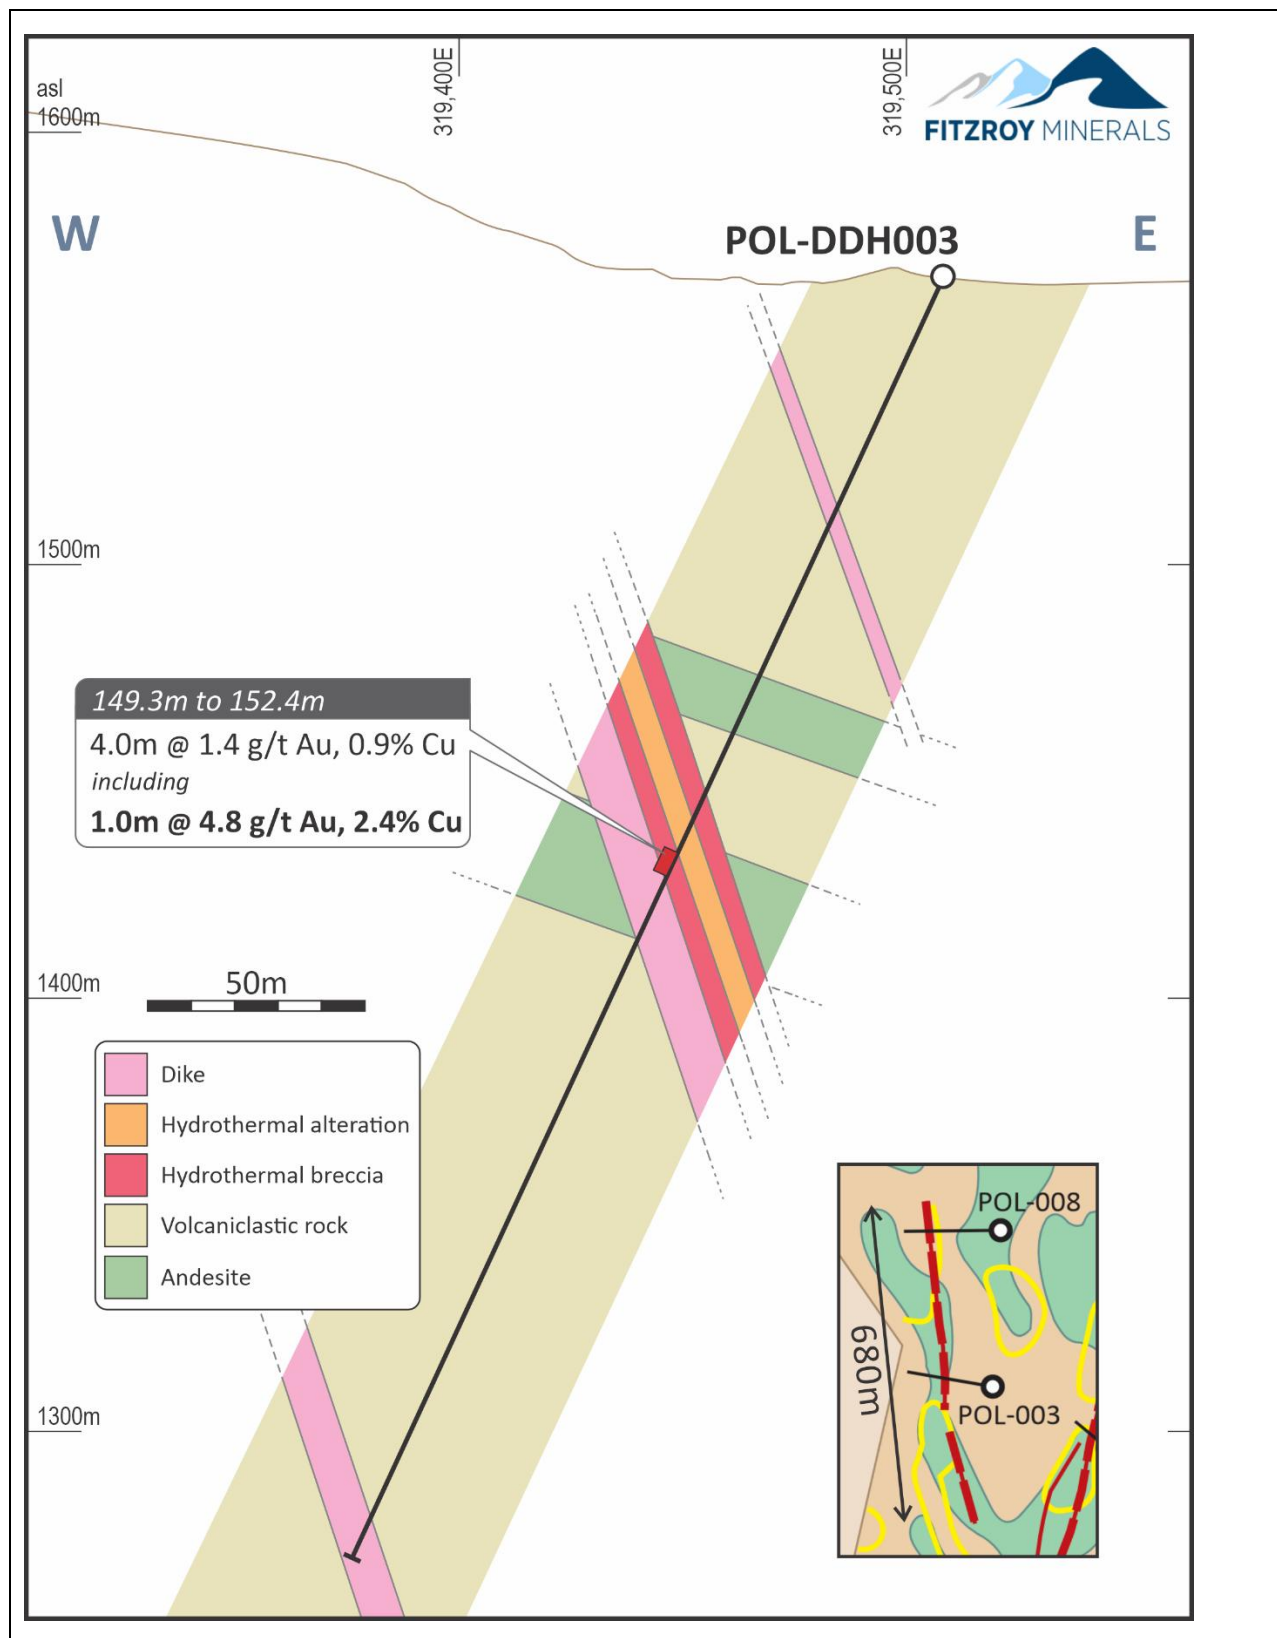 319,400E
319,500E
asl
1600m
FITZROY MINERALS
W
POL-DDH003
E
1500m
149.3m to 152.4m
4.0m @ 1.4 g/t Au, 0.9% Cu
including
1.0m @ 4.8 g/t Au, 2.4% Cu
1400m
50m
Dike
Hydrothermal alteration
Hydrothermal breccia
Volcaniclastic rock
Andesite
POL-008
680m
POL-003
1300m